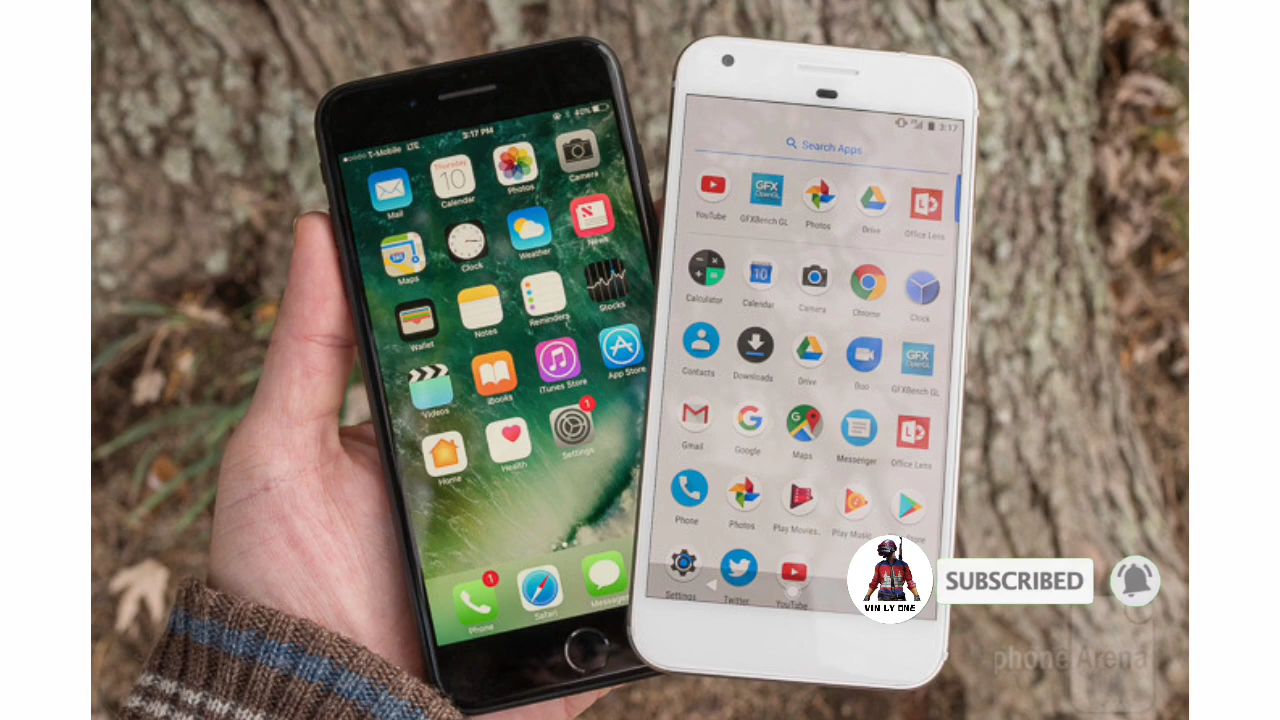 T-Mobile LTE
3:17 PM
40%
Mail
Thursday
10
Calendar
Photos
Camera
Maps
Clock
Weather
News
Wallet
Notes
Reminders
Stocks
Videos
iBooks
iTunes Store
App Store
Home
Health
1
Settings
1
Phone
Safari
Messages
3:17
Search Apps
GFX
OpenGL
YouTube
GFXBench GL
Photos
Drive
Office Lens
10
Calculator
Calendar
Camera
Chrome
Clock
GFX
OpenGL
Contacts
Downloads
Drive
Duo
GFXBench GL
Gmail
Google
Maps
Messenger
Office Lens
Phone
Photos
Play Movies..
Play Music
Settings
Twitter
YouTube
VIN LY ONE
SUBSCRIBED
phoneArena